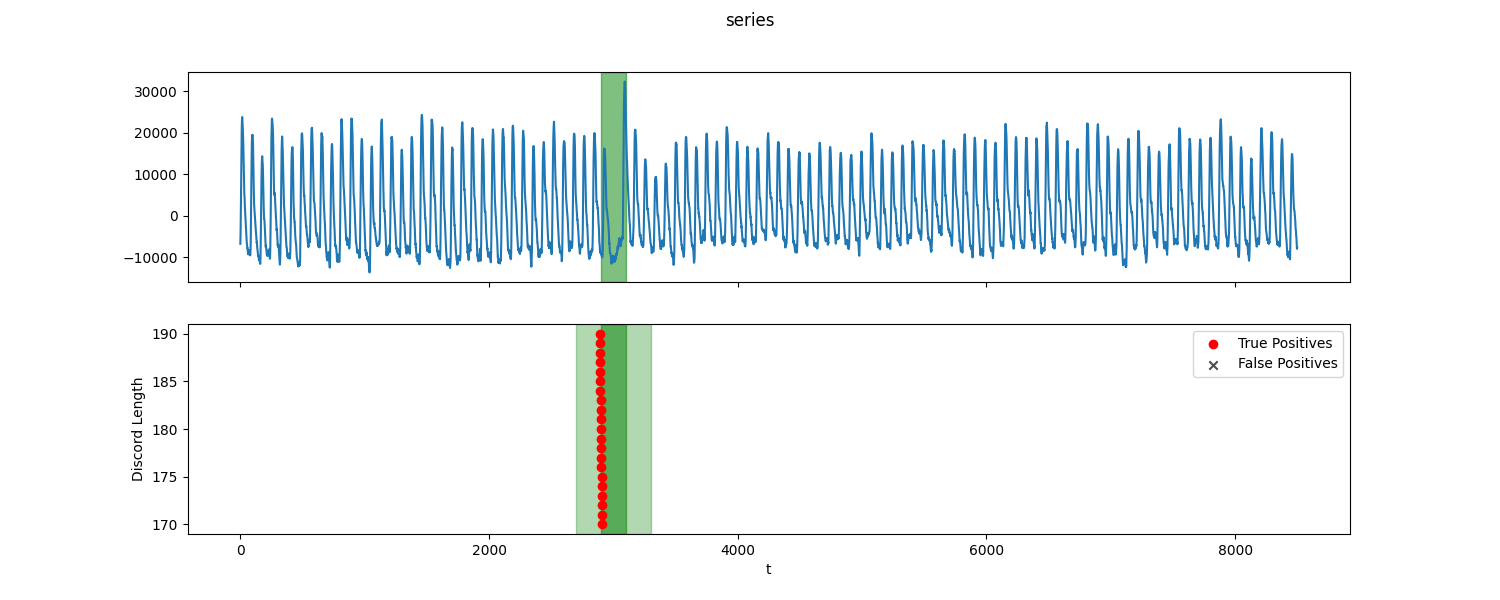 series
30000
20000
10000
0
−10000
190
185
180
175
170
Discord Length
True Positives
False Positives
0 2000 4000 6000 8000
t